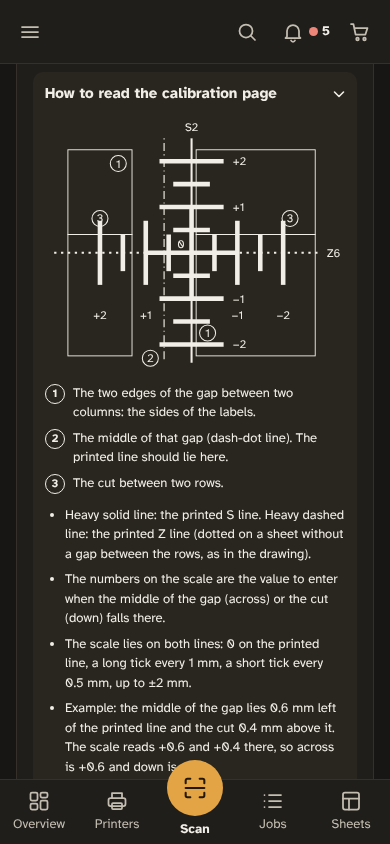 5
How to read the calibration page
S2
+2
1
+1
3
3
0
Z6
+2
+1
−1
−1
−2
1
2
−2
1 The two edges of the gap between two
columns: the sides of the labels.
2 The middle of that gap (dash-dot line). The
printed line should lie here.
3 The cut between two rows.
• Heavy solid line: the printed S line. Heavy dashed
line: the printed Z line (dotted on a sheet without
a gap between the rows, as in the drawing).
• The numbers on the scale are the value to enter
when the middle of the gap (across) or the cut
(down) falls there.
• The scale lies on both lines: 0 on the printed
line, a long tick every 1 mm, a short tick every
0.5 mm, up to ±2 mm.
• Example: the middle of the gap lies 0.6 mm left
of the printed line and the cut 0.4 mm above it.
The scale reads +0.6 and +0.4 there, so across
is +0.6 and down is
Overview
Printers
Scan
Jobs
Sheets